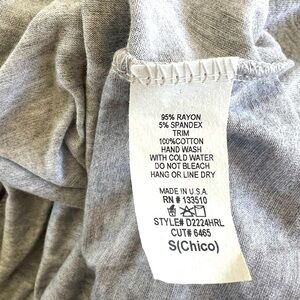 95% RAYON
5% SPANDEX
TRIM
100%COTTON
HAND WASH
WITH COLD WATER
DO NOT BLEACH
HANG OR LINE DRY
MADE IN U.S.A.
RN # 133510
STYLE# D2224HRL
CUT# 6465
S(Chico)